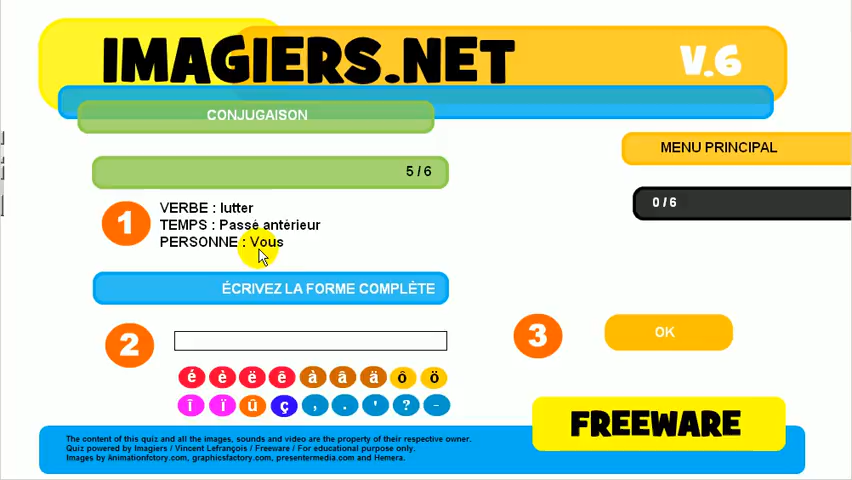 IMAGIERS.NET
V.6
CONJUGAISON
MENU PRINCIPAL
5 / 6
0 / 6
1
VERBE : lutter
TEMPS : Passé antérieur
PERSONNE : Vous
ÉCRIVEZ LA FORME COMPLÈTE
2
3
OK
é è ë ê à â ä ô ö
î ï û ç , . ' ? -
FREEWARE
The content of this quiz and all the images, sounds and video are the property of their respective owner.
Quiz powered by Imagiers / Vincent Lefrançois / Freeware / For educational purpose only.
Images by Animationfctory.com, graphicsfactory.com, presentermedia.com and Hemera.